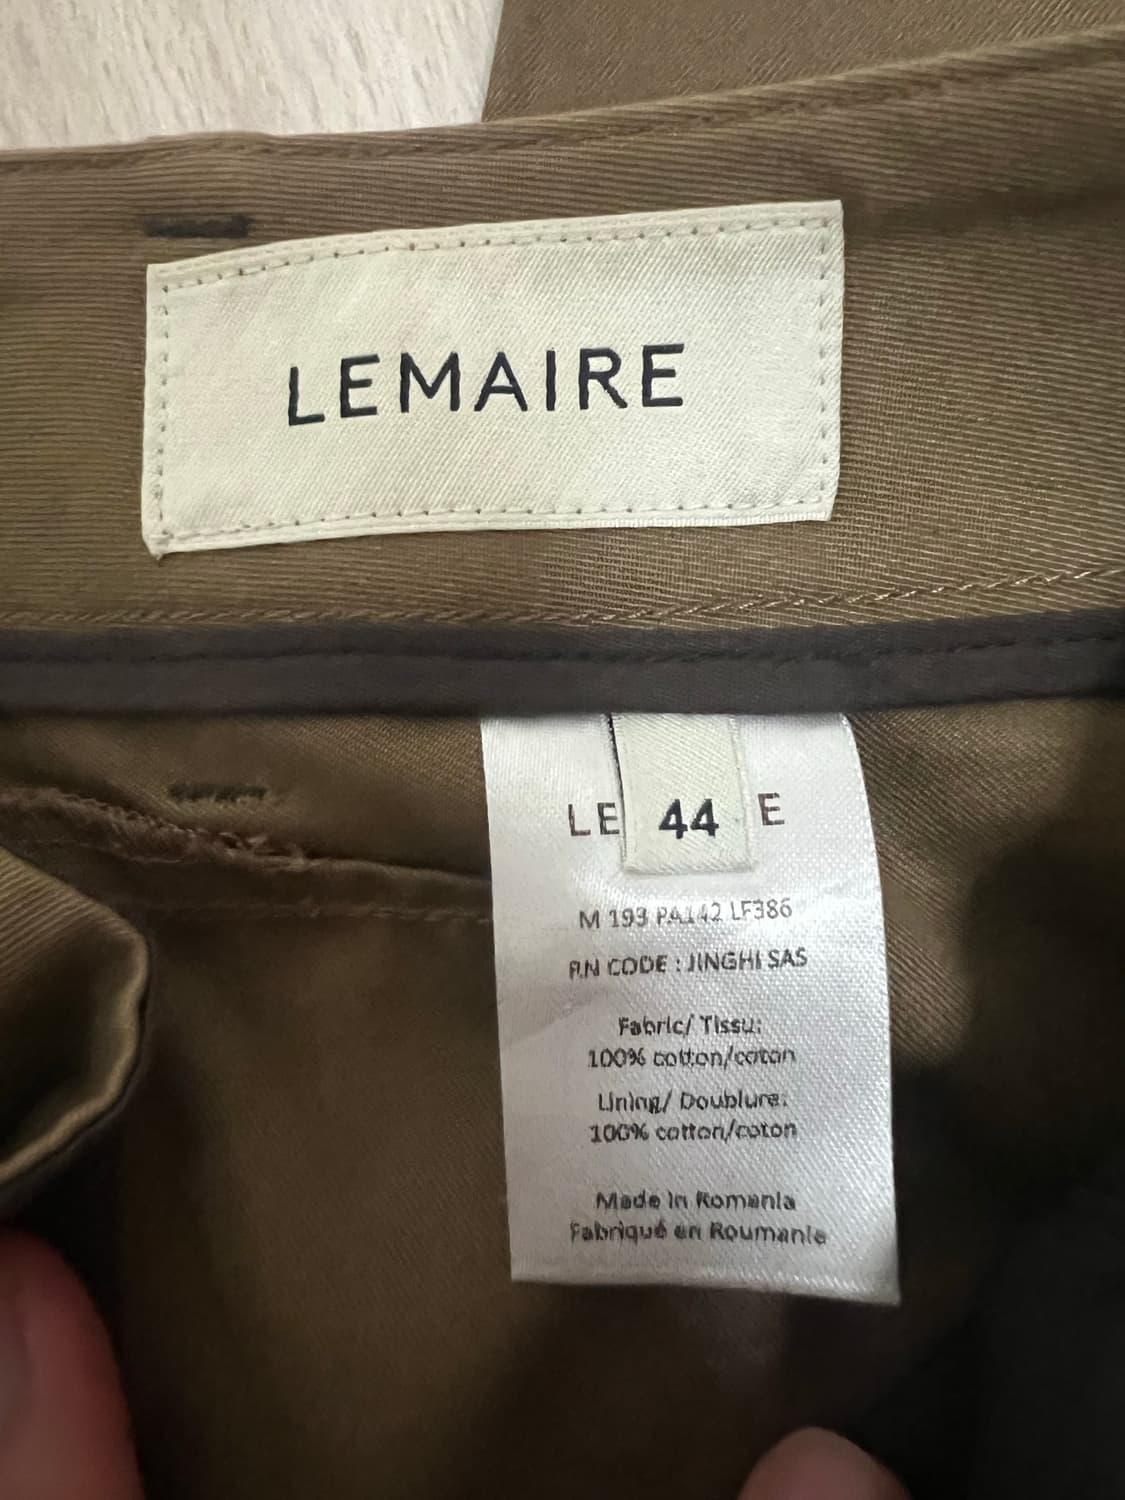 LEMAIRE
LE 44 E
M 193 PA142 LF386
RN CODE : JINGHI SAS
Fabric/ Tissu:
100% cotton/coton
Lining/ Doublure:
100% cotton/coton
Made in Romania
Fabriqué en Roumanie